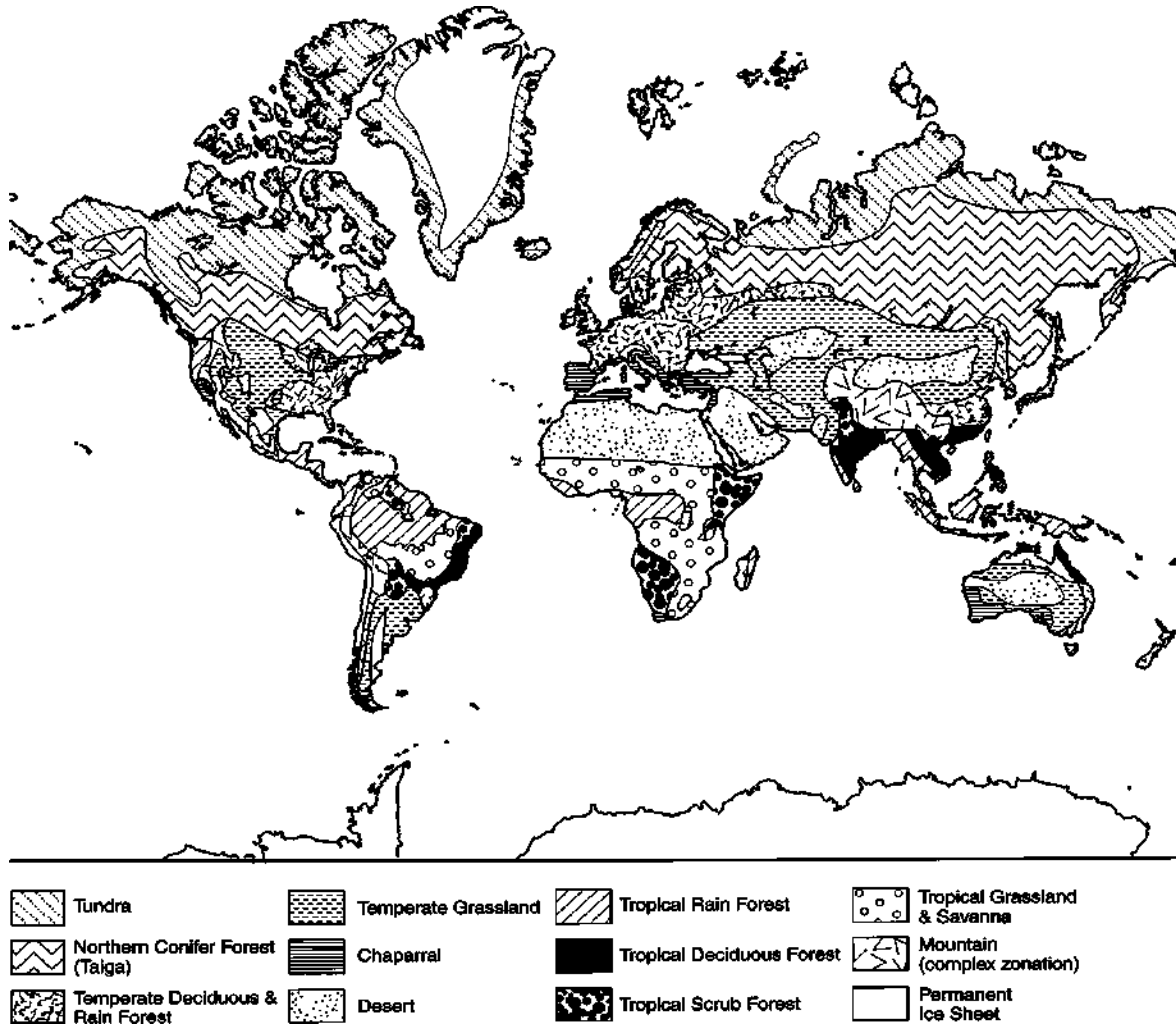 Tundra
Temperate Grassland
Tropical Rain Forest
Tropical Grassland
& Savanna
Northern Conifer Forest
(Taiga)
Chaparral
Tropical Deciduous Forest
Mountain
(complex zonation)
Temperate Deciduous &
Rain Forest
Desert
Tropical Scrub Forest
Permanent
Ice Sheet